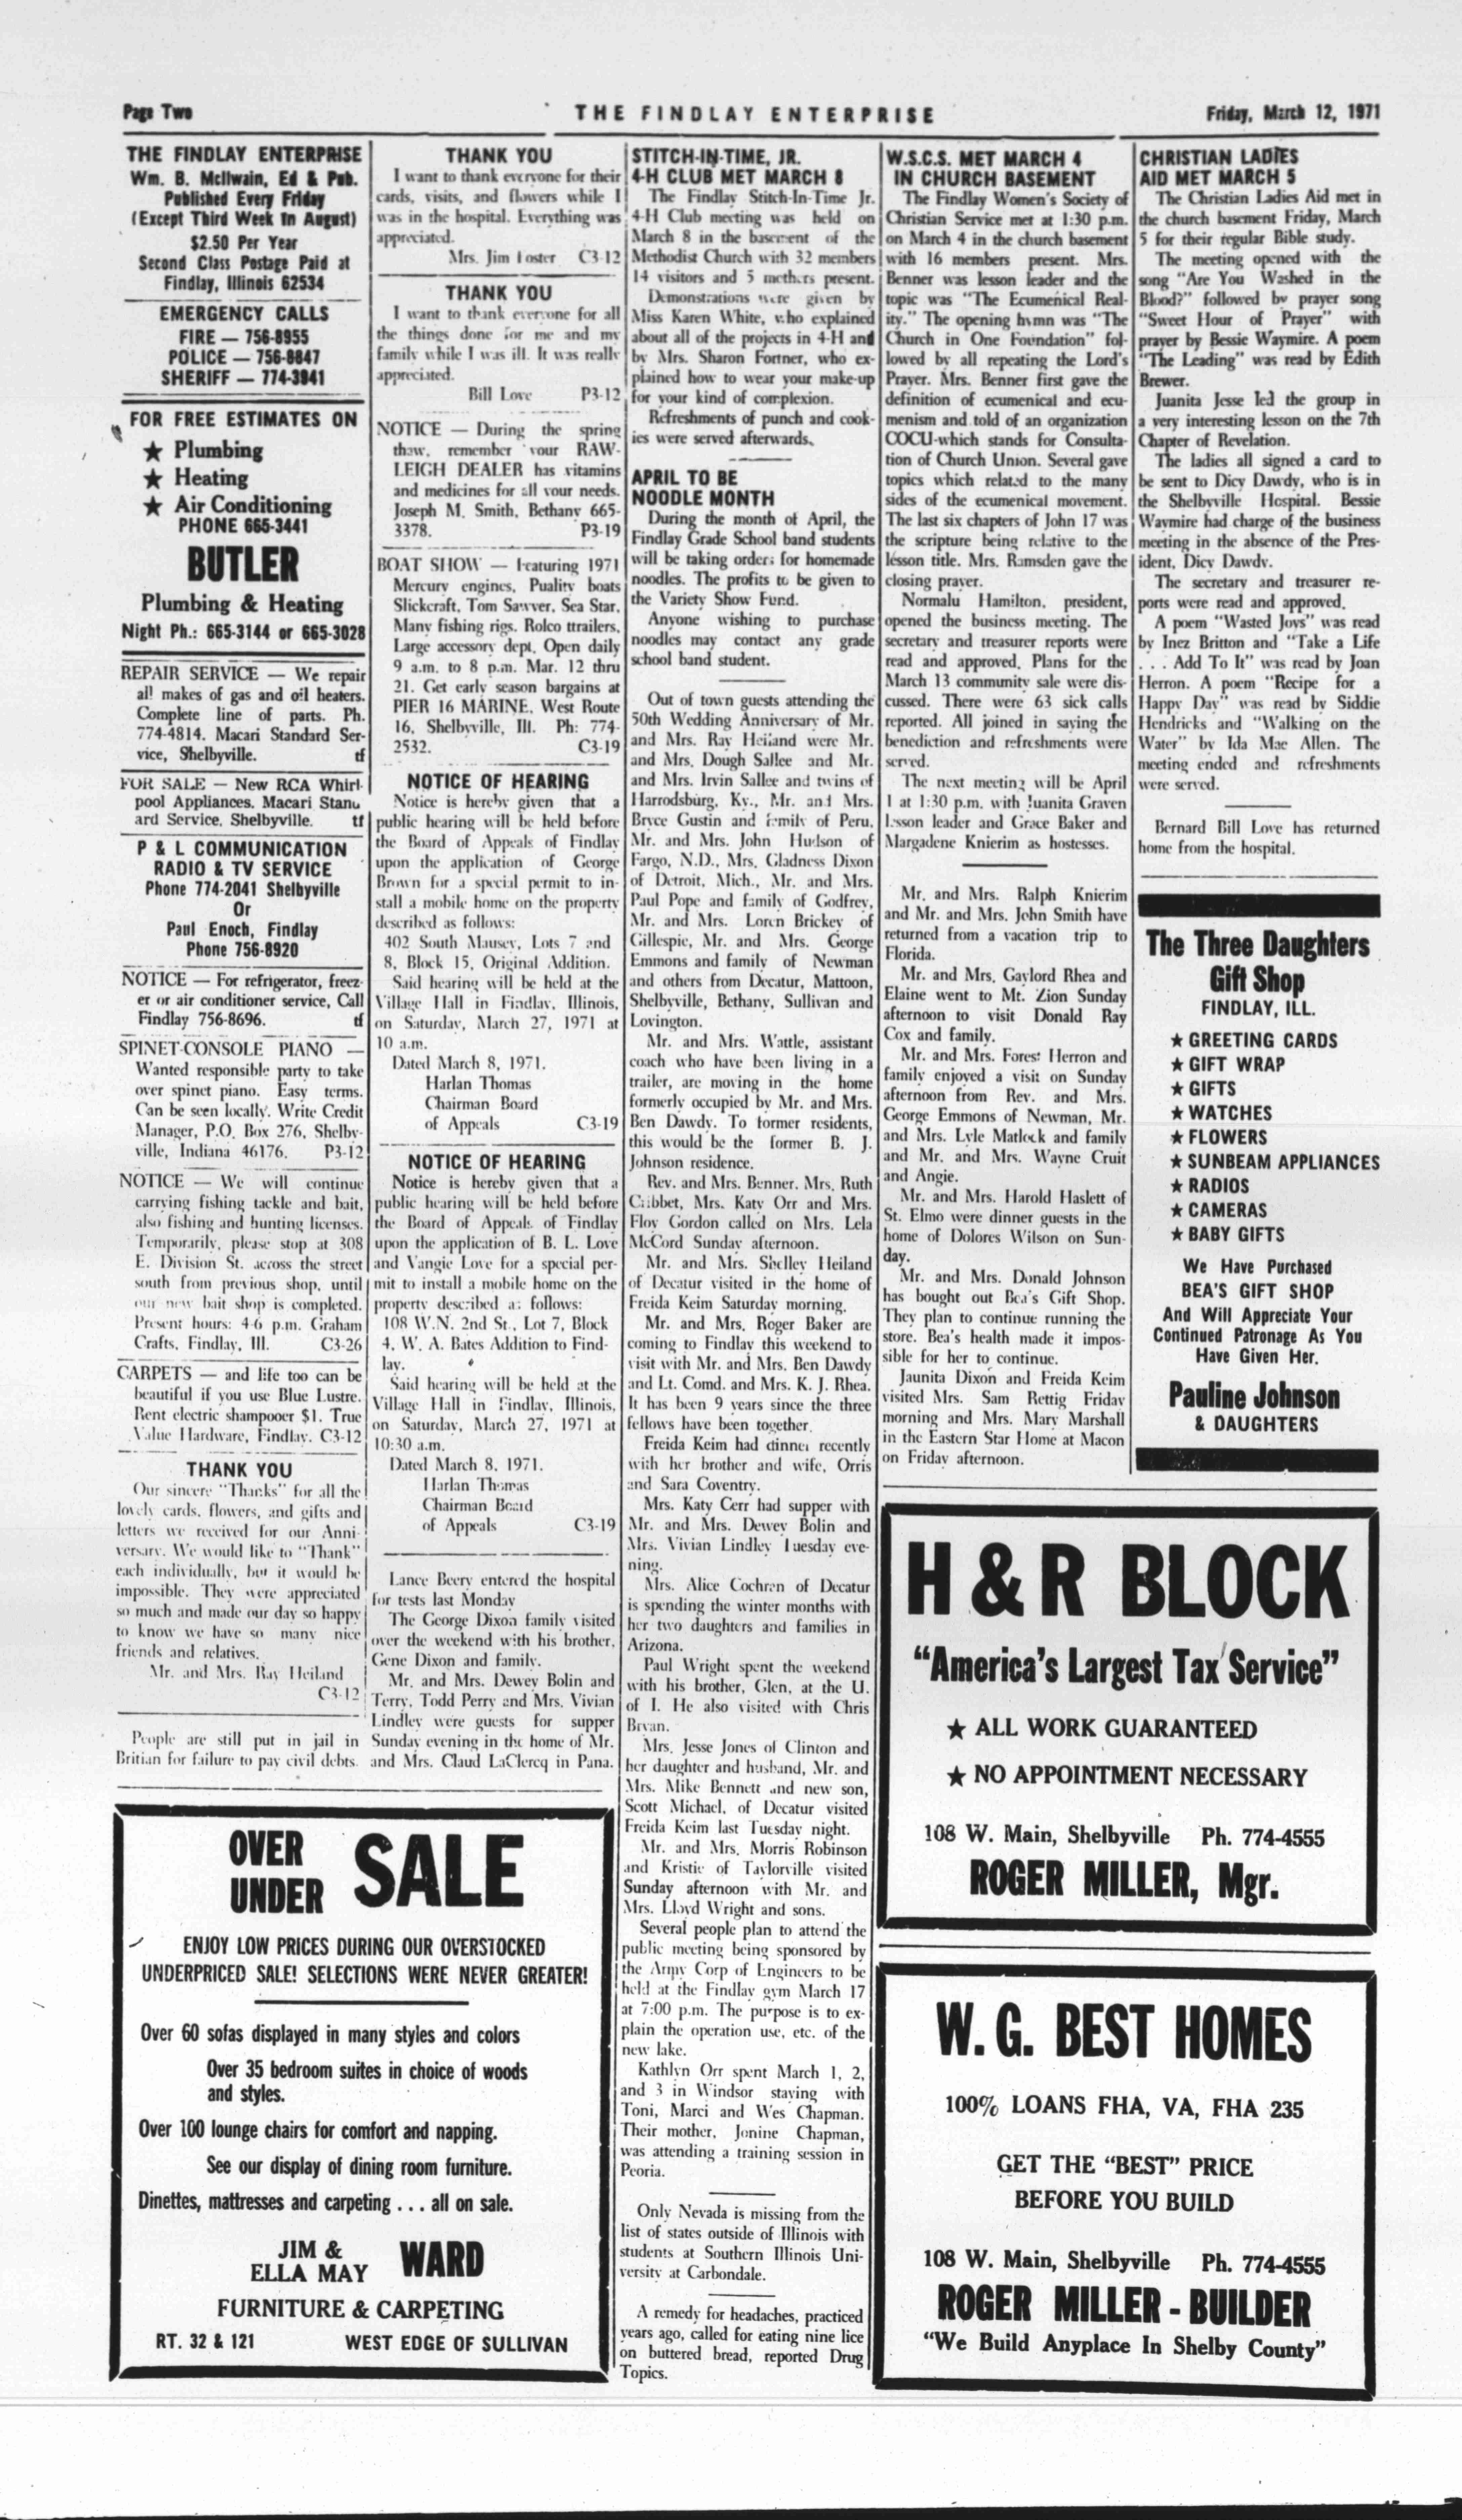 Page Two
THE FINDLAY ENTERPRISE
Friday, March 12, 1971
THE FINDLAY ENTERPRISE
Wm. B. McIlwain, Ed & Pub.
Published Every Friday
(Except Third Week in August)
$2.50 Per Year
Second Class Postage Paid at
Findlay, Illinois 62534
EMERGENCY CALLS
FIRE — 756-8955
POLICE — 756-8847
SHERIFF — 774-3941
FOR FREE ESTIMATES ON
★ Plumbing
★ Heating
★ Air Conditioning
PHONE 665-3441
BUTLER
Plumbing & Heating
Night Ph.: 665-3144 or 665-3028
REPAIR SERVICE — We repair
all makes of gas and oil heaters.
Complete line of parts. Ph.
774-4814. Macari Standard Ser-
vice, Shelbyville. tf
FOR SALE — New RCA Whirl-
pool Appliances. Macari Stand
ard Service, Shelbyville. tf
P & L COMMUNICATION
RADIO & TV SERVICE
Phone 774-2041 Shelbyville
Or
Paul Enoch, Findlay
Phone 756-8920
NOTICE — For refrigerator, freez-
er or air conditioner service, Call
Findlay 756-8696. tf
SPINET-CONSOLE PIANO —
Wanted responsible party to take
over spinet piano. Easy terms.
Can be seen locally. Write Credit
Manager, P.O. Box 276, Shelby-
ville, Indiana 46176. P3-12
NOTICE — We will continue
carrying fishing tackle and bait,
also fishing and hunting licenses.
Temporarily, please stop at 308
E. Division St. across the street
south from previous shop, until
our new bait shop is completed.
Present hours: 4-6 p.m. Graham
Crafts, Findlay, Ill. C3-26
CARPETS — and life too can be
beautiful if you use Blue Lustre.
Rent electric shampooer $1. True
Value Hardware, Findlay. C3-12
THANK YOU
Our sincere "Thanks" for all the
lovely cards, flowers, and gifts and
letters we received for our Anni-
versary. We would like to "Thank"
each individually, but it would be
impossible. They were appreciated
so much and made our day so happy
to know we have so many nice
friends and relatives.
Mr. and Mrs. Ray Heiland
C3-12
People are still put in jail in
Britian for failure to pay civil debts.
THANK YOU
I want to thank everyone for their
cards, visits, and flowers while I
was in the hospital. Everything was
appreciated.
Mrs. Jim Foster C3-12
THANK YOU
I want to thank everyone for all
the things done for me and my
family while I was ill. It was really
appreciated.
Bill Love P3-12
NOTICE — During the spring
thaw, remember your RAW-
LEIGH DEALER has vitamins
and medicines for all your needs.
Joseph M. Smith, Bethany 665-
3378. P3-19
BOAT SHOW — Featuring 1971
Mercury engines, Puality boats
Slickcraft, Tom Sawyer, Sea Star,
Many fishing rigs. Rolco ttrailers,
Large accessory dept. Open daily
9 a.m. to 8 p.m. Mar. 12 thru
21. Get early season bargains at
PIER 16 MARINE, West Route
16, Shelbyville, Ill. Ph: 774-
2532. C3-19
NOTICE OF HEARING
Notice is hereby given that a
public hearing will be held before
the Board of Appeals of Findlay
upon the application of George
Brown for a special permit to in-
stall a mobile home on the property
described as follows:
402 South Mausey, Lots 7 and
8, Block 15, Original Addition.
Said hearing will be held at the
Village Hall in Findlay, Illinois,
on Saturday, March 27, 1971 at
10 a.m.
Dated March 8, 1971.
Harlan Thomas
Chairman Board
of Appeals C3-19
NOTICE OF HEARING
Notice is hereby given that a
public hearing will be held before
the Board of Appeals of Findlay
upon the application of B. L. Love
and Vangie Love for a special per-
mit to install a mobile home on the
property described as follows:
108 W.N. 2nd St., Lot 7, Block
4, W. A. Bates Addition to Find-
lay.
Said hearing will be held at the
Village Hall in Findlay, Illinois,
on Saturday, March 27, 1971 at
10:30 a.m.
Dated March 8, 1971.
Harlan Thomas
Chairman Board
of Appeals C3-19
Lance Beery entered the hospital
for tests last Monday
The George Dixon family visited
over the weekend with his brother,
Gene Dixon and family.
Mr. and Mrs. Dewey Bolin and
Terry, Todd Perry and Mrs. Vivian
Lindley were guests for supper
Sunday evening in the home of Mr.
and Mrs. Claud LaClercq in Pana.
OVER
UNDER
SALE
ENJOY LOW PRICES DURING OUR OVERSTOCKED
UNDERPRICED SALE! SELECTIONS WERE NEVER GREATER!
Over 60 sofas displayed in many styles and colors
Over 35 bedroom suites in choice of woods
and styles.
Over 100 lounge chairs for comfort and napping.
See our display of dining room furniture.
Dinettes, mattresses and carpeting . . . all on sale.
JIM &
ELLA MAY
WARD
FURNITURE & CARPETING
RT. 32 & 121 WEST EDGE OF SULLIVAN
STITCH-IN-TIME, JR.
4-H CLUB MET MARCH 8
The Findlay Stitch-In-Time Jr.
4-H Club meeting was held on
March 8 in the basement of the
Methodist Church with 32 members
14 visitors and 5 mothers present.
Demonstrations were given by
Miss Karen White, who explained
about all of the projects in 4-H and
by Mrs. Sharon Fortner, who ex-
plained how to wear your make-up
for your kind of complexion.
Refreshments of punch and cook-
ies were served afterwards.
APRIL TO BE
NOODLE MONTH
During the month of April, the
Findlay Grade School band students
will be taking orders for homemade
noodles. The profits to be given to
the Variety Show Fund.
Anyone wishing to purchase
noodles may contact any grade
school band student.
Out of town guests attending the
50th Wedding Anniversary of Mr.
and Mrs. Ray Heiland were Mr.
and Mrs. Dough Sallee and Mr.
and Mrs. Irvin Sallee and twins of
Harrodsburg, Ky., Mr. and Mrs.
Bryce Gustin and family of Peru,
Mr. and Mrs. John Hudson of
Fargo, N.D., Mrs. Gladness Dixon
of Detroit, Mich., Mr. and Mrs.
Paul Pope and family of Godfrey,
Mr. and Mrs. Loren Brickey of
Gillespie, Mr. and Mrs. George
Emmons and family of Newman
and others from Decatur, Mattoon,
Shelbyville, Bethany, Sullivan and
Lovington.
Mr. and Mrs. Wattle, assistant
coach who have been living in a
trailer, are moving in the home
formerly occupied by Mr. and Mrs.
Ben Dawdy. To former residents,
this would be the former B. J.
Johnson residence.
Rev. and Mrs. Benner, Mrs. Ruth
Cribbet, Mrs. Katy Orr and Mrs.
Floy Gordon called on Mrs. Lela
McCord Sunday afternoon.
Mr. and Mrs. Shelley Heiland
of Decatur visited in the home of
Freida Keim Saturday morning.
Mr. and Mrs. Roger Baker are
coming to Findlay this weekend to
visit with Mr. and Mrs. Ben Dawdy
and Lt. Comd. and Mrs. K. J. Rhea.
It has been 9 years since the three
fellows have been together.
Freida Keim had dinner recently
with her brother and wife, Orris
and Sara Coventry.
Mrs. Katy Cerr had supper with
Mr. and Mrs. Dewey Bolin and
Mrs. Vivian Lindley Tuesday eve-
ning.
Mrs. Alice Cochren of Decatur
is spending the winter months with
her two daughters and families in
Arizona.
Paul Wright spent the weekend
with his brother, Glen, at the U.
of I. He also visited with Chris
Bryan.
Mrs. Jesse Jones of Clinton and
her daughter and husband, Mr. and
Mrs. Mike Bennett and new son,
Scott Michael, of Decatur visited
Freida Keim last Tuesday night.
Mr. and Mrs. Morris Robinson
and Kristie of Taylorville visited
Sunday afternoon with Mr. and
Mrs. Lloyd Wright and sons.
Several people plan to attend the
public meeting being sponsored by
the Army Corp of Engineers to be
held at the Findlay gym March 17
at 7:00 p.m. The purpose is to ex-
plain the operation use, etc. of the
new lake.
Kathlyn Orr spent March 1, 2,
and 3 in Windsor staying with
Toni, Marci and Wes Chapman.
Their mother, Jonine Chapman,
was attending a training session in
Peoria.
Only Nevada is missing from the
list of states outside of Illinois with
students at Southern Illinois Uni-
versity at Carbondale.
A remedy for headaches, practiced
years ago, called for eating nine lice
on buttered bread, reported Drug
Topics.
W.S.C.S. MET MARCH 4
IN CHURCH BASEMENT
The Findlay Women's Society of
Christian Service met at 1:30 p.m.
on March 4 in the church basement
with 16 members present. Mrs.
Benner was lesson leader and the
topic was "The Ecumenical Real-
ity." The opening hymn was "The
Church in One Foundation" fol-
lowed by all repeating the Lord's
Prayer. Mrs. Benner first gave the
definition of ecumenical and ecu-
menism and told of an organization
COCU-which stands for Consulta-
tion of Church Union. Several gave
topics which related to the many
sides of the ecumenical movement.
The last six chapters of John 17 was
the scripture being relative to the
lesson title. Mrs. Ramsden gave the
closing prayer.
Normalu Hamilton, president,
opened the business meeting. The
secretary and treasurer reports were
read and approved. Plans for the
March 13 community sale were dis-
cussed. There were 63 sick calls
reported. All joined in saying the
benediction and refreshments were
served.
The next meeting will be April
1 at 1:30 p.m. with Juanita Graven
lesson leader and Grace Baker and
Margadene Knierim as hostesses.
Mr. and Mrs. Ralph Knierim
and Mr. and Mrs. John Smith have
returned from a vacation trip to
Florida.
Mr. and Mrs. Gaylord Rhea and
Elaine went to Mt. Zion Sunday
afternoon to visit Donald Ray
Cox and family.
Mr. and Mrs. Forest Herron and
family enjoyed a visit on Sunday
afternoon from Rev. and Mrs.
George Emmons of Newman, Mr.
and Mrs. Lyle Matlock and family
and Mr. and Mrs. Wayne Cruit
and Angie.
Mr. and Mrs. Harold Haslett of
St. Elmo were dinner guests in the
home of Dolores Wilson on Sun-
day.
Mr. and Mrs. Donald Johnson
has bought out Bea's Gift Shop.
They plan to continue running the
store. Bea's health made it impos-
sible for her to continue.
Jaunita Dixon and Freida Keim
visited Mrs. Sam Rettig Friday
morning and Mrs. Mary Marshall
in the Eastern Star Home at Macon
on Friday afternoon.
CHRISTIAN LADIES
AID MET MARCH 5
The Christian Ladies Aid met in
the church basement Friday, March
5 for their regular Bible study.
The meeting opened with the
song "Are You Washed in the
Blood?" followed by prayer song
"Sweet Hour of Prayer" with
prayer by Bessie Waymire. A poem
"The Leading" was read by Edith
Brewer.
Juanita Jesse led the group in
a very interesting lesson on the 7th
Chapter of Revelation.
The ladies all signed a card to
be sent to Dicy Dawdy, who is in
the Shelbyville Hospital. Bessie
Waymire had charge of the business
meeting in the absence of the Pres-
ident, Dicy Dawdy.
The secretary and treasurer re-
ports were read and approved.
A poem "Wasted Joys" was read
by Inez Britton and "Take a Life
. . . Add To It" was read by Joan
Herron. A poem "Recipe for a
Happy Day" was read by Siddie
Hendricks and "Walking on the
Water" by Ida Mae Allen. The
meeting ended and refreshments
were served.
Bernard Bill Love has returned
home from the hospital.
The Three Daughters
Gift Shop
FINDLAY, ILL.
★ GREETING CARDS
★ GIFT WRAP
★ GIFTS
★ WATCHES
★ FLOWERS
★ SUNBEAM APPLIANCES
★ RADIOS
★ CAMERAS
★ BABY GIFTS
We Have Purchased
BEA'S GIFT SHOP
And Will Appreciate Your
Continued Patronage As You
Have Given Her.
Pauline Johnson
& DAUGHTERS
H & R BLOCK
"America's Largest Tax Service"
★ ALL WORK GUARANTEED
★ NO APPOINTMENT NECESSARY
108 W. Main, Shelbyville Ph. 774-4555
ROGER MILLER, Mgr.
W. G. BEST HOMES
100% LOANS FHA, VA, FHA 235
GET THE "BEST" PRICE
BEFORE YOU BUILD
108 W. Main, Shelbyville Ph. 774-4555
ROGER MILLER - BUILDER
"We Build Anyplace In Shelby County"